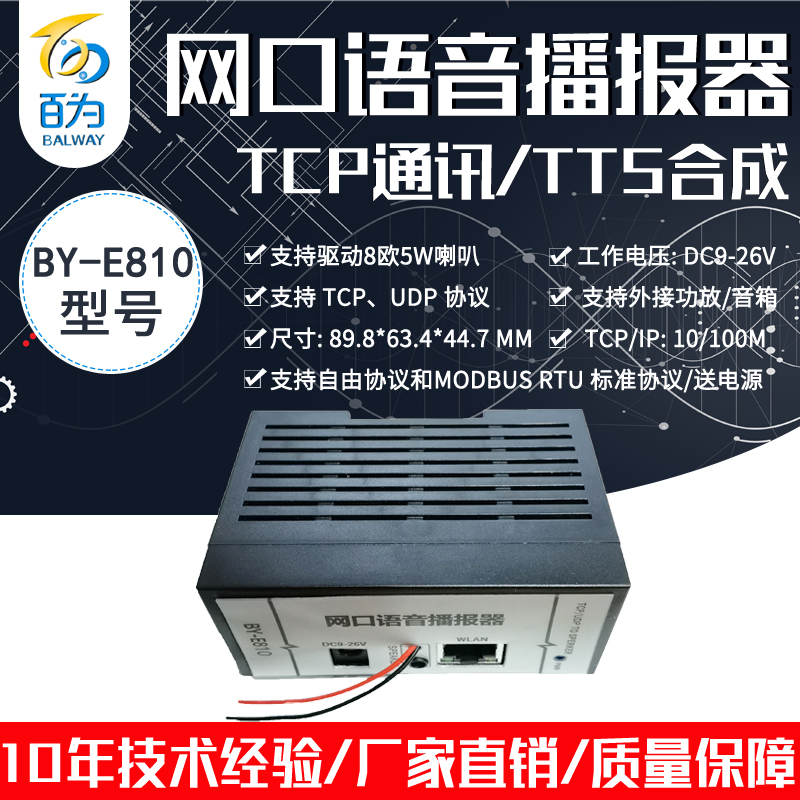 百为
BALWAY
网口语音播报器
TCP通讯/TTS合成
BY-E810
型号
支持驱动8欧5W喇叭
工作电压: DC9-26V
支持 TCP、UDP 协议
支持外接功放/音箱
尺寸: 89.8*63.4*44.7 MM
TCP/IP: 10/100M
支持自由协议和MODBUS RTU 标准协议/送电源
网口语音播报器
BY-E810
DC9-26V
WLAN
TCP/UDP TO SPEAKER
10年技术经验/厂家直销/质量保障